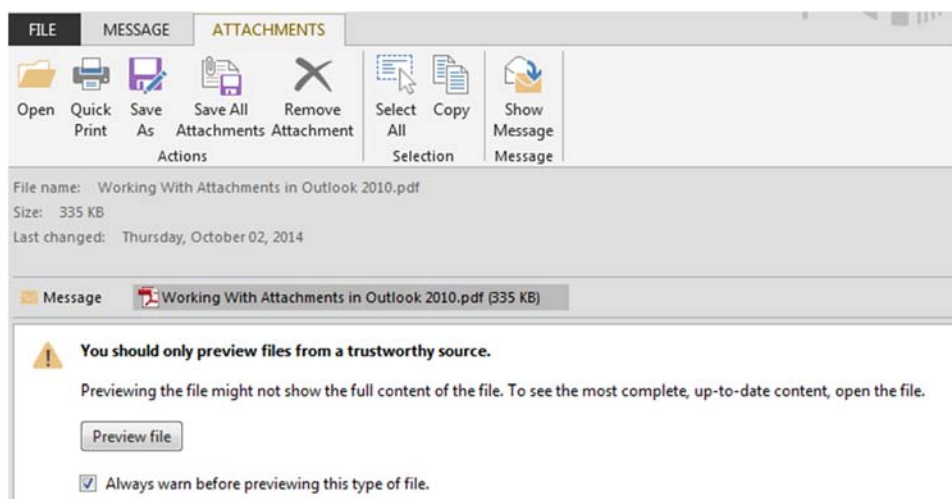 FILE MESSAGE ATTACHMENTS
Open Quick Print Save As Save All Attachments Remove Attachment Select All Copy Show Message
Actions Selection Message
File name: Working With Attachments in Outlook 2010.pdf
Size: 335 KB
Last changed: Thursday, October 02, 2014
Message Working With Attachments in Outlook 2010.pdf (335 KB)
You should only preview files from a trustworthy source.
Previewing the file might not show the full content of the file. To see the most complete, up-to-date content, open the file.
Preview file
Always warn before previewing this type of file.